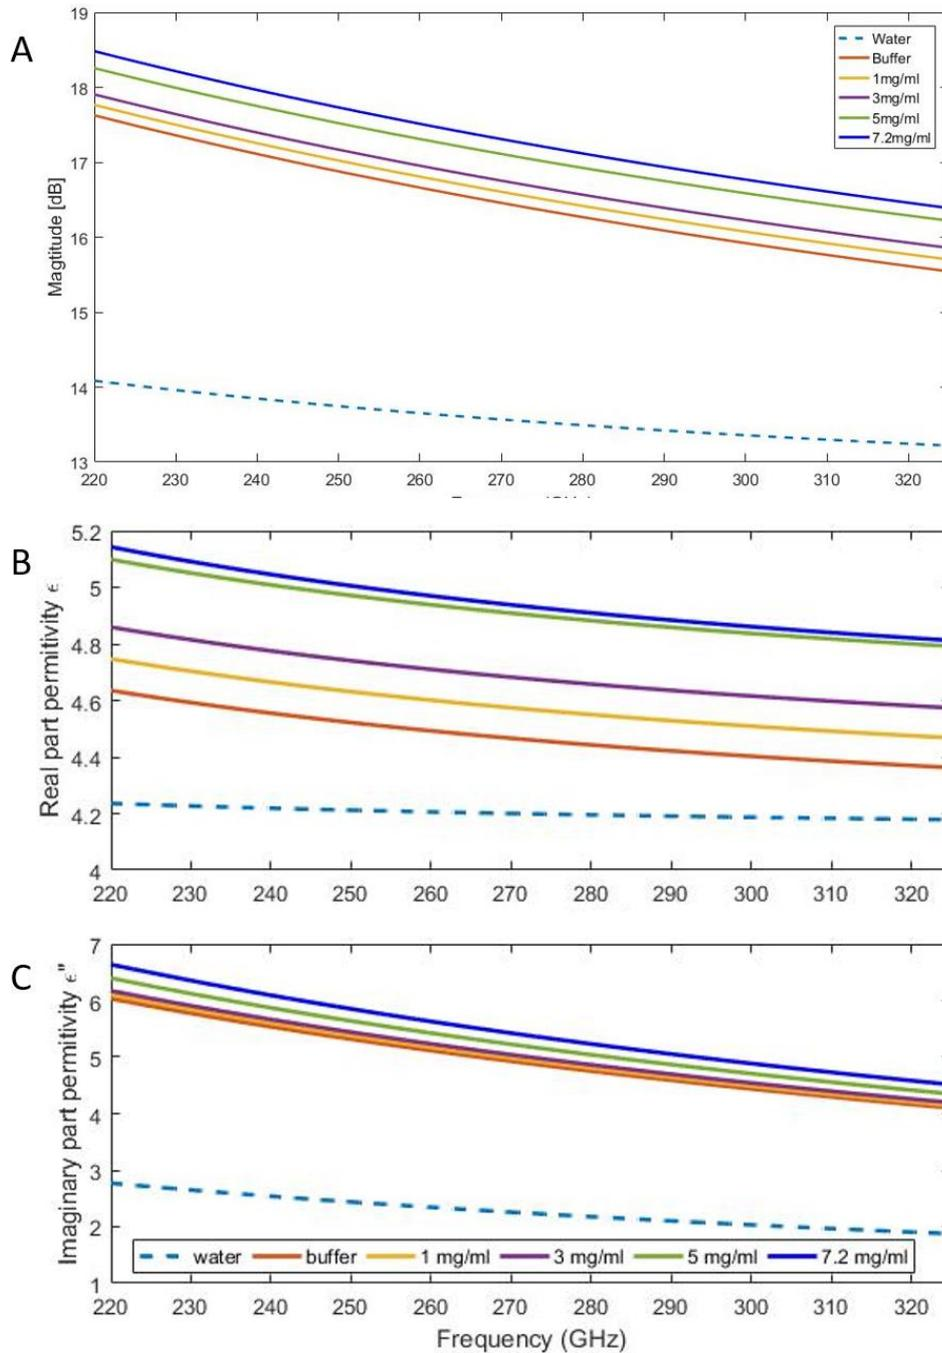 A
19
18
17
16
15
14
13
Magtitude [dB]
Water
Buffer
1mg/ml
3mg/ml
5mg/ml
7.2mg/ml
220 230 240 250 260 270 280 290 300 310 320
B
5.2
5
4.8
4.6
4.4
4.2
4
Real part permitivity ϵ
220 230 240 250 260 270 280 290 300 310 320
C
7
6
5
4
3
2
1
Imaginary part permitivity ϵ"
water buffer 1 mg/ml 3 mg/ml 5 mg/ml 7.2 mg/ml
220 230 240 250 260 270 280 290 300 310 320
Frequency (GHz)